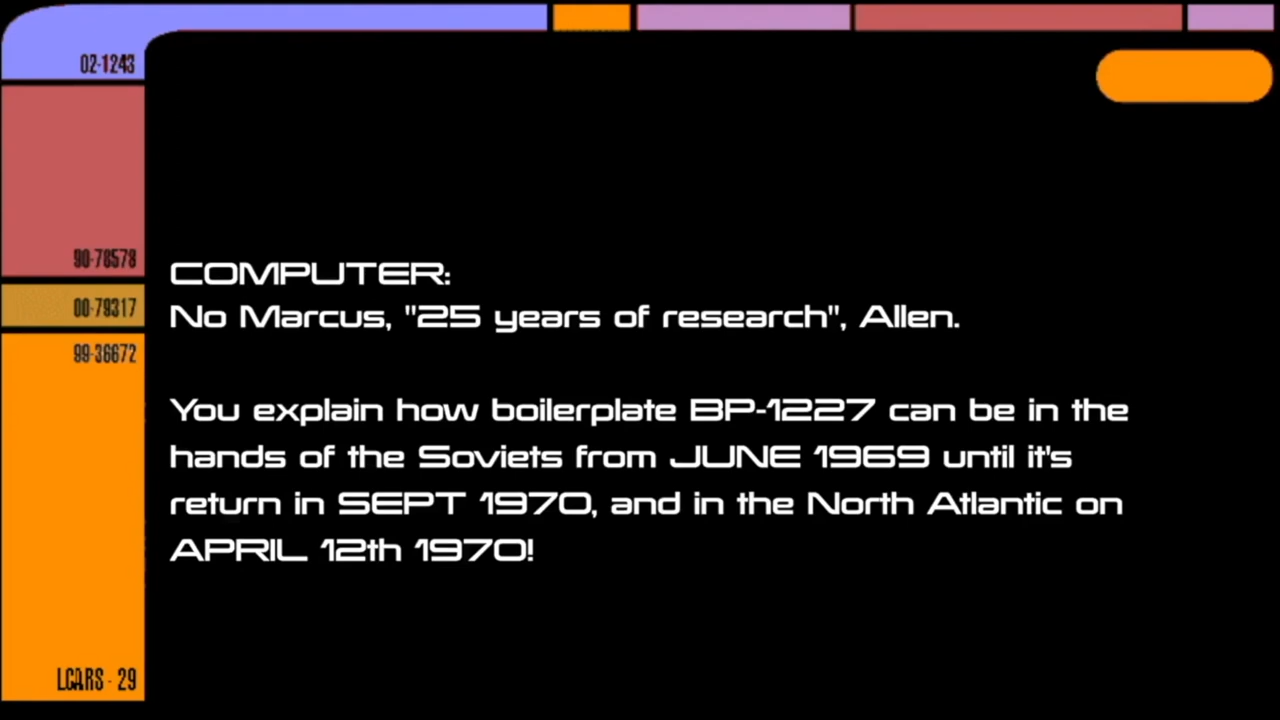 02-1243
90-78578
00-79317
99-36672
COMPUTER:
No Marcus, "25 years of research", Allen.
You explain how boilerplate BP-1227 can be in the
hands of the Soviets from JUNE 1969 until it's
return in SEPT 1970, and in the North Atlantic on
APRIL 12th 1970!
LCARS - 29